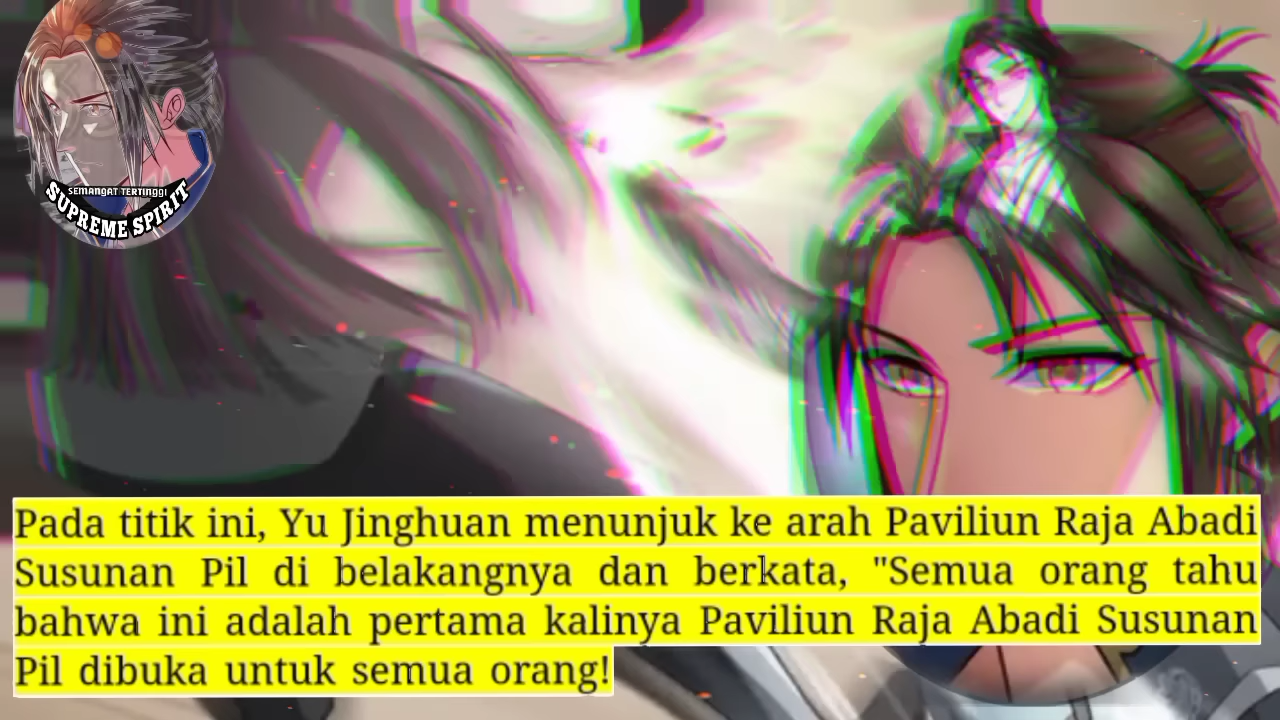 SEMANGAT TERTINGGI
SUPREME SPIRIT
Pada titik ini, Yu Jinghuan menunjuk ke arah Paviliun Raja Abadi
Susunan Pil di belakangnya dan berkata, "Semua orang tahu
bahwa ini adalah pertama kalinya Paviliun Raja Abadi Susunan
Pil dibuka untuk semua orang!